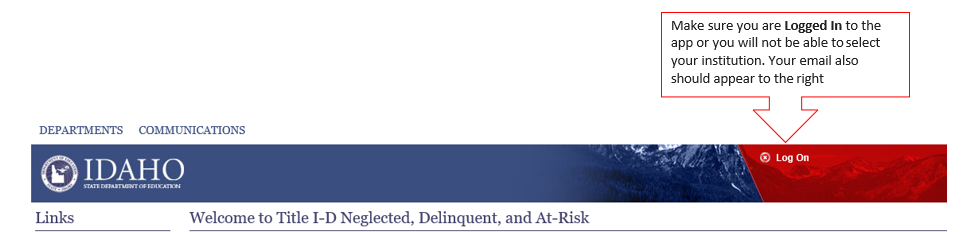 Make sure you are Logged In to the
app or you will not be able to select
your institution. Your email also
should appear to the right
DEPARTMENTS COMMUNICATIONS
IDAHO
STATE DEPARTMENT OF EDUCATION
Log On
Links
Welcome to Title I-D Neglected, Delinquent, and At-Risk